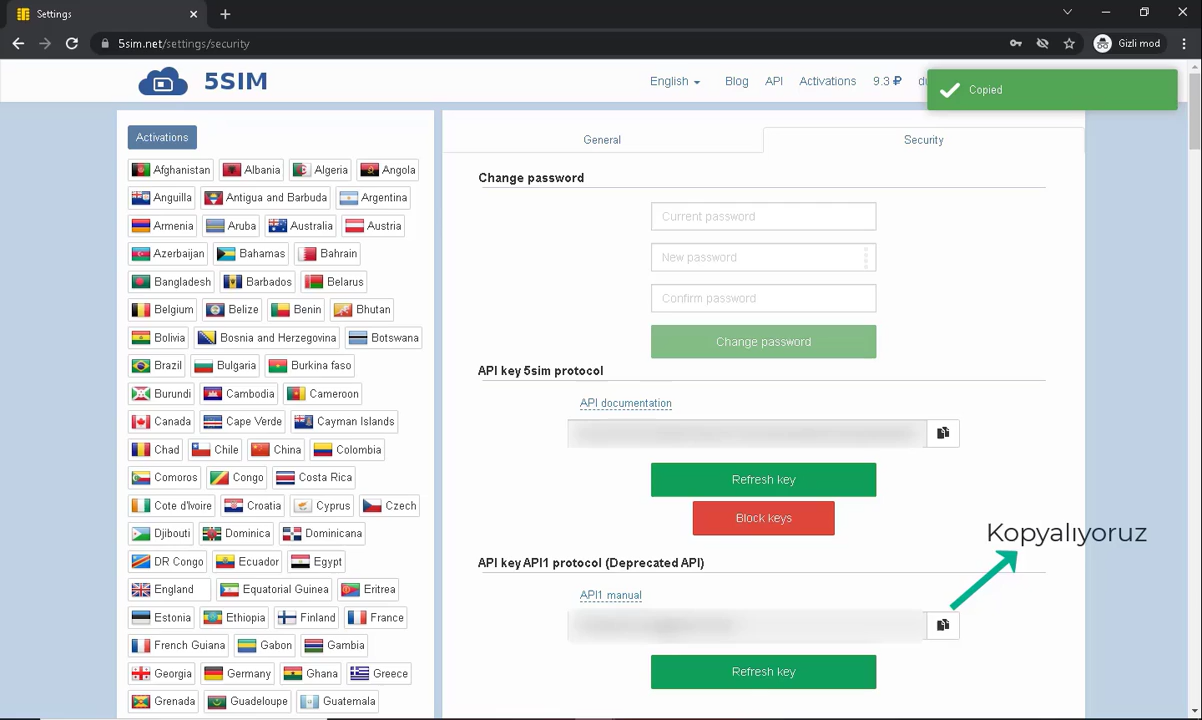 Settings
5sim.net/settings/security
Gizli mod
5SIM
English
Blog
API
Activations
9.3 ₽
Copied
Activations
Afghanistan
Albania
Algeria
Angola
Anguilla
Antigua and Barbuda
Argentina
Armenia
Aruba
Australia
Austria
Azerbaijan
Bahamas
Bahrain
Bangladesh
Barbados
Belarus
Belgium
Belize
Benin
Bhutan
Bolivia
Bosnia and Herzegovina
Botswana
Brazil
Bulgaria
Burkina faso
Burundi
Cambodia
Cameroon
Canada
Cape Verde
Cayman Islands
Chad
Chile
China
Colombia
Comoros
Congo
Costa Rica
Cote d'Ivoire
Croatia
Cyprus
Czech
Djibouti
Dominica
Dominicana
DR Congo
Ecuador
Egypt
England
Equatorial Guinea
Eritrea
Estonia
Ethiopia
Finland
France
French Guiana
Gabon
Gambia
Georgia
Germany
Ghana
Greece
Grenada
Guadeloupe
Guatemala
General
Security
Change password
Current password
New password
Confirm password
Change password
API key 5sim protocol
API documentation
Refresh key
Block keys
API key API1 protocol (Deprecated API)
API1 manual
Refresh key
Kopyalıyoruz